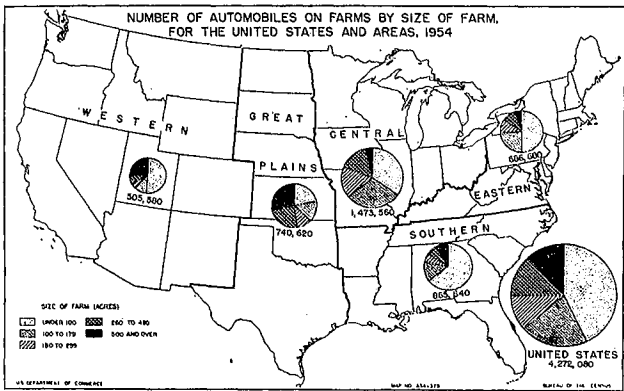 NUMBER OF AUTOMOBILES ON FARMS BY SIZE OF FARM,
FOR THE UNITED STATES AND AREAS, 1954
WESTERN
GREAT
PLAINS
CENTRAL
EASTERN
SOUTHERN
505,580
740,620
1,473,560
865,840
UNITED STATES
4,272,080
SIZE OF FARM (ACRES)
UNDER 100
100 TO 179
180 TO 259
260 TO 499
500 AND OVER
U.S. DEPARTMENT OF COMMERCE
MAP NO.
BUREAU OF THE CENSUS